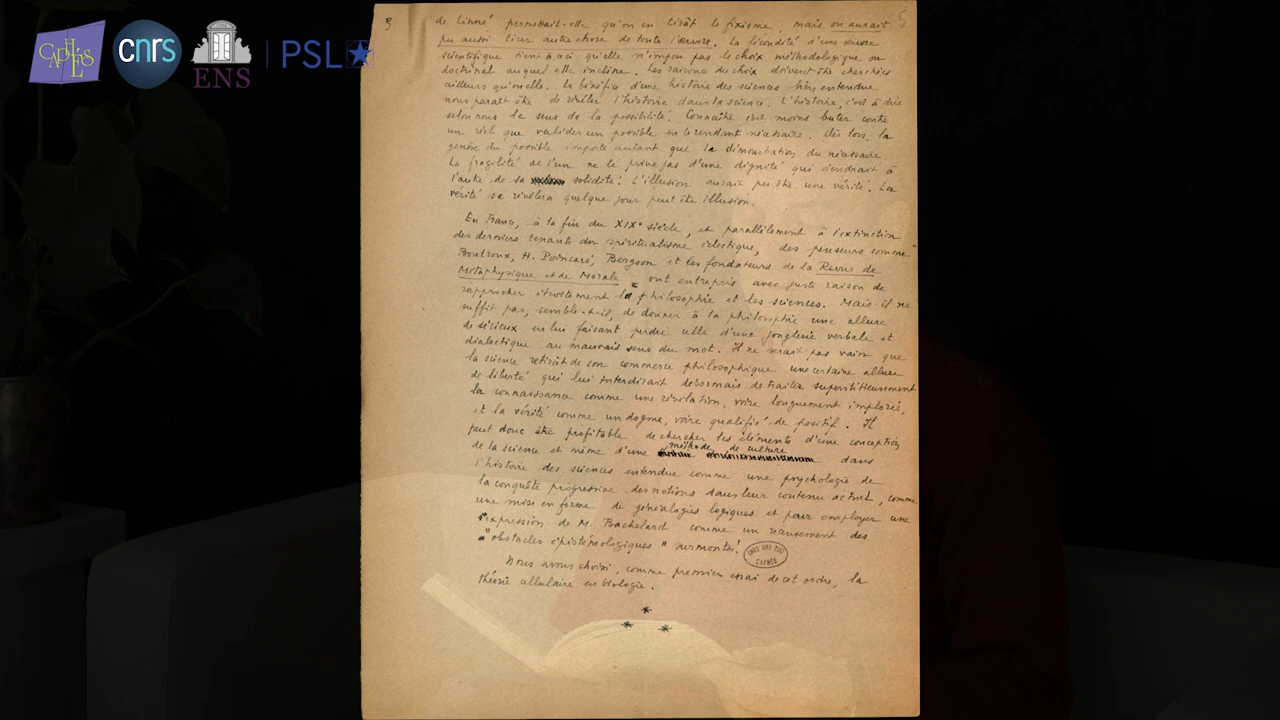 CAPHÉS
cnrs
ENS
PSL
3
5
de Linné permettait-elle qu'on en tirât le fixisme, mais on aurait
pu aussi tirer autre chose de toute l'œuvre. La fécondité d'une œuvre
scientifique tient à ceci qu'elle n'impose pas le choix méthodologique ou
doctrinal auquel elle incline. Les raisons du choix doivent être cherchées
ailleurs qu'en elle. Le bénéfice d'une histoire des sciences bien entendue
nous paraît être de révéler l'histoire dans la science. L'histoire, c'est à dire
selon nous le sens de la possibilité. Connaître c'est moins buter contre
un réel que valider un possible en le rendant nécessaire. Dès lors, la
genèse du possible importe autant que la démonstration du nécessaire.
La fragilité de l'un ne le prive pas d'une dignité qui viendrait à
l'autre de sa solidité. L'illusion aurait pu être une vérité. La
vérité se révélera quelque jour peut être illusion.
En France, à la fin du XIXe siècle, et parallèlement à l'extinction
des derniers tenants du spiritualisme éclectique, des penseurs comme
Boutroux, H. Poincaré, Bergson et les fondateurs de la Revue de
Métaphysique et de Morale ont entrepris avec juste raison de
rapprocher étroitement la philosophie et les sciences. Mais il ne
suffit pas, semble-t-il, de donner à la philosophie une allure
de sérieux en lui faisant perdre celle d'une jonglerie verbale et
dialectique au mauvais sens du mot. Il ne serait pas vain que
la science retirât de son commerce philosophique une certaine allure
de liberté qui lui interdirait désormais de traiter superstitieusement
la connaissance comme une révélation, voire longuement implorée,
et la vérité comme un dogme, voire qualifié de positif. Il
peut donc être profitable de chercher les éléments d'une conception
de la science et même d'une méthode de culture dans
l'histoire des sciences entendue comme une psychologie de
la conquête progressive des notions dans leur contenu actuel, comme
une mise en forme de généalogies logiques et pour employer une
expression de M. Bachelard comme un recensement des
"obstacles épistémologiques" surmontés!
CAPHÉS
Nous avons choisi, comme premier essai de cet ordre, la
théorie cellulaire en biologie.
* * *